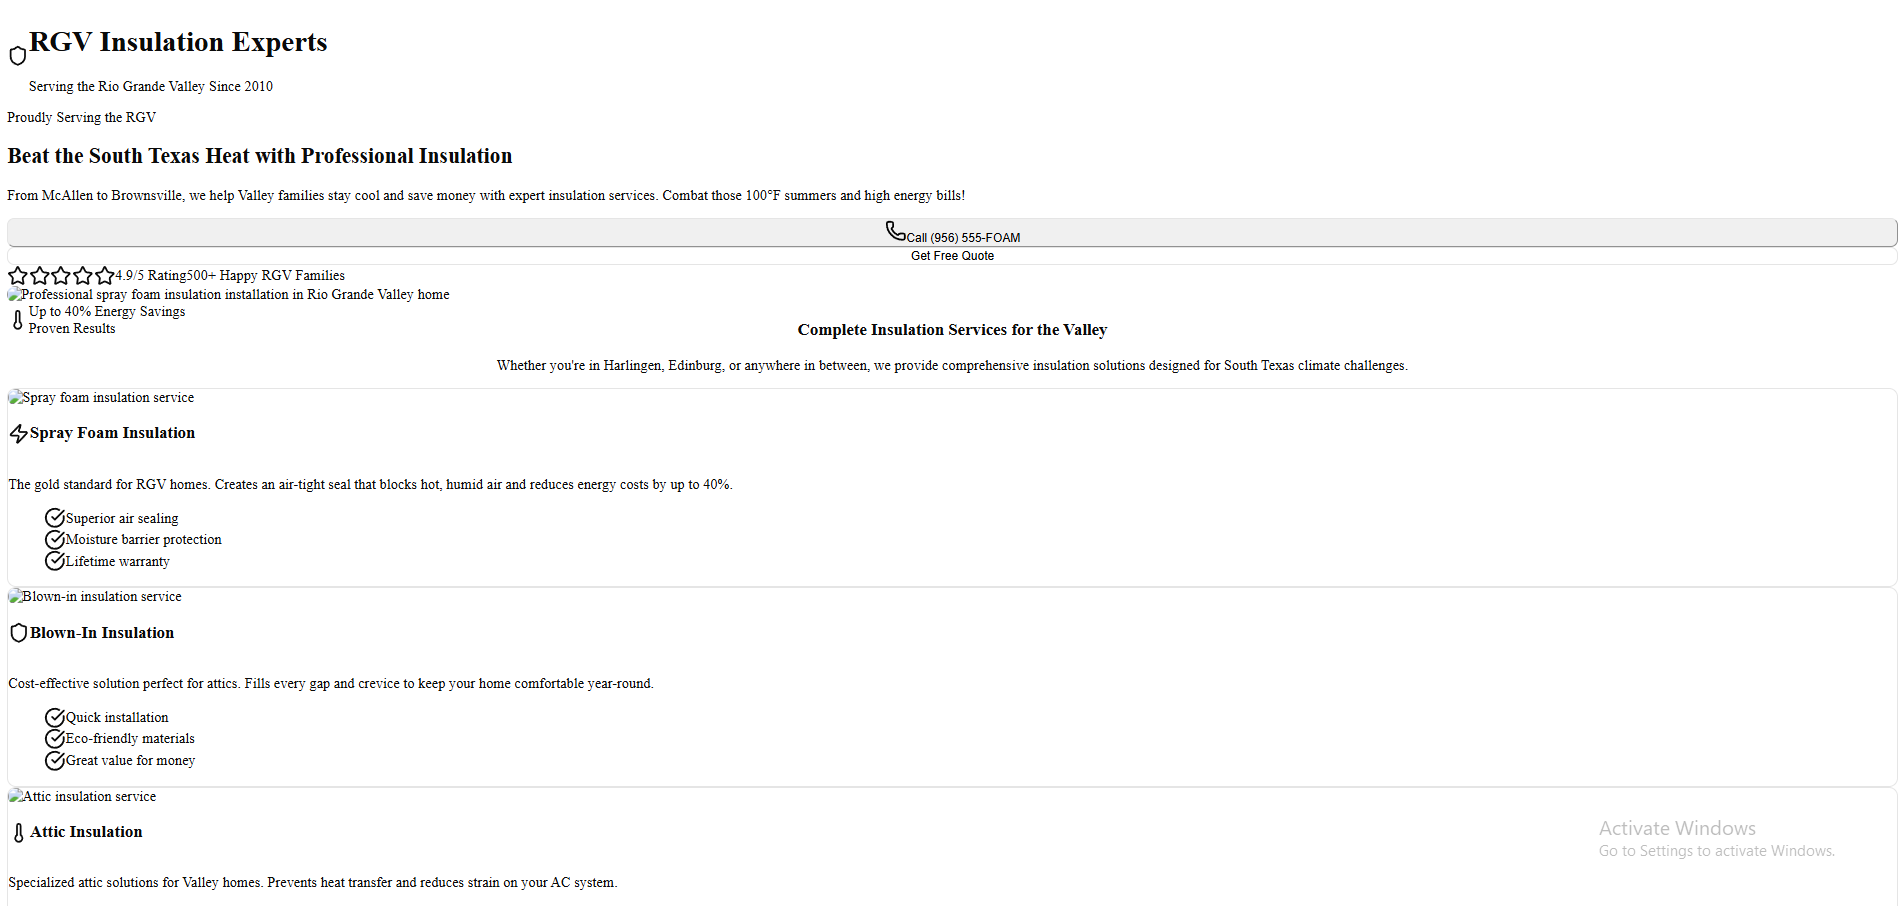 RGV Insulation Experts
Serving the Rio Grande Valley Since 2010
Proudly Serving the RGV
Beat the South Texas Heat with Professional Insulation
From McAllen to Brownsville, we help Valley families stay cool and save money with expert insulation services. Combat those 100°F summers and high energy bills!
Call (956) 555-FOAM
Get Free Quote
4.9/5 Rating500+ Happy RGV Families
Professional spray foam insulation installation in Rio Grande Valley home
Up to 40% Energy Savings
Proven Results
Complete Insulation Services for the Valley
Whether you're in Harlingen, Edinburg, or anywhere in between, we provide comprehensive insulation solutions designed for South Texas climate challenges.
Spray foam insulation service
Spray Foam Insulation
The gold standard for RGV homes. Creates an air-tight seal that blocks hot, humid air and reduces energy costs by up to 40%.
Superior air sealing
Moisture barrier protection
Lifetime warranty
Blown-in insulation service
Blown-In Insulation
Cost-effective solution perfect for attics. Fills every gap and crevice to keep your home comfortable year-round.
Quick installation
Eco-friendly materials
Great value for money
Attic insulation service
Attic Insulation
Specialized attic solutions for Valley homes. Prevents heat transfer and reduces strain on your AC system.
Activate Windows
Go to Settings to activate Windows.